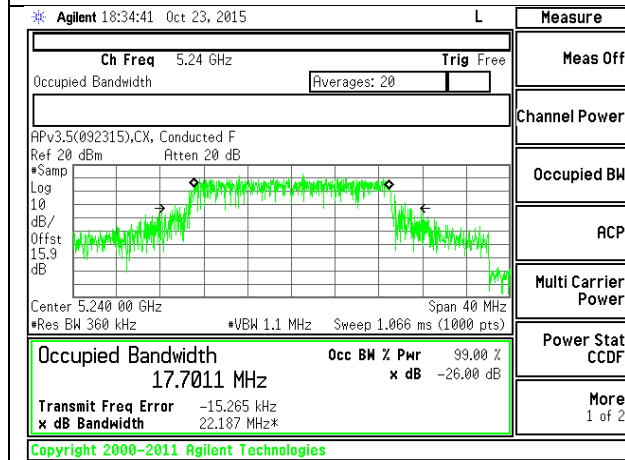 Agilent 18:34:41 Oct 23, 2015 L
Measure
Ch Freq 5.24 GHz Trig Free
Occupied Bandwidth Averages: 20
APv3.5(092315),CX, Conducted F
Ref 20 dBm Atten 20 dB
#Samp
Log
10
dB/
Offst
15.9
dB
Center 5.240 00 GHz Span 40 MHz
#Res BW 360 kHz #VBW 1.1 MHz Sweep 1.066 ms (1000 pts)
Occupied Bandwidth Occ BW % Pwr 99.00 %
17.7011 MHz x dB -26.00 dB
Transmit Freq Error -15.265 kHz
x dB Bandwidth 22.187 MHz*
Copyright 2000-2011 Agilent Technologies
Meas Off
Channel Power
Occupied BW
ACP
Multi Carrier
Power
Power Stat
CCDF
More
1 of 2